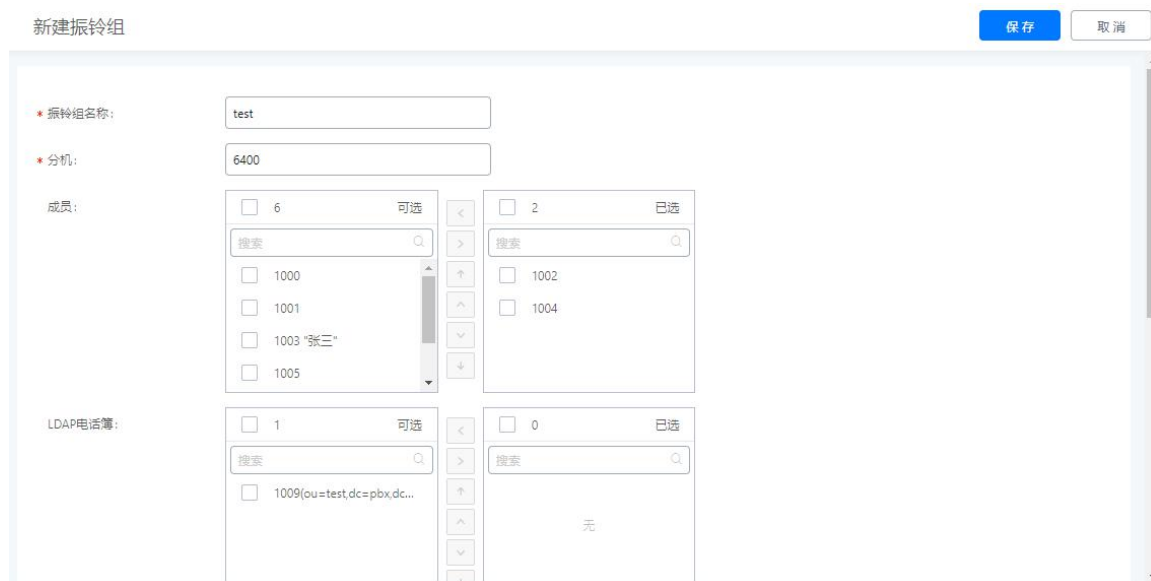 新建振铃组 保存 取消
* 振铃组名称： test
* 分机： 6400
成员： 6 可选 2 已选
搜索 搜索
1000 1002
1001 1004
1003 "张三"
1005
LDAP电话簿： 1 可选 0 已选
搜索 搜索
1009(ou=test,dc=pbx,dc...
无